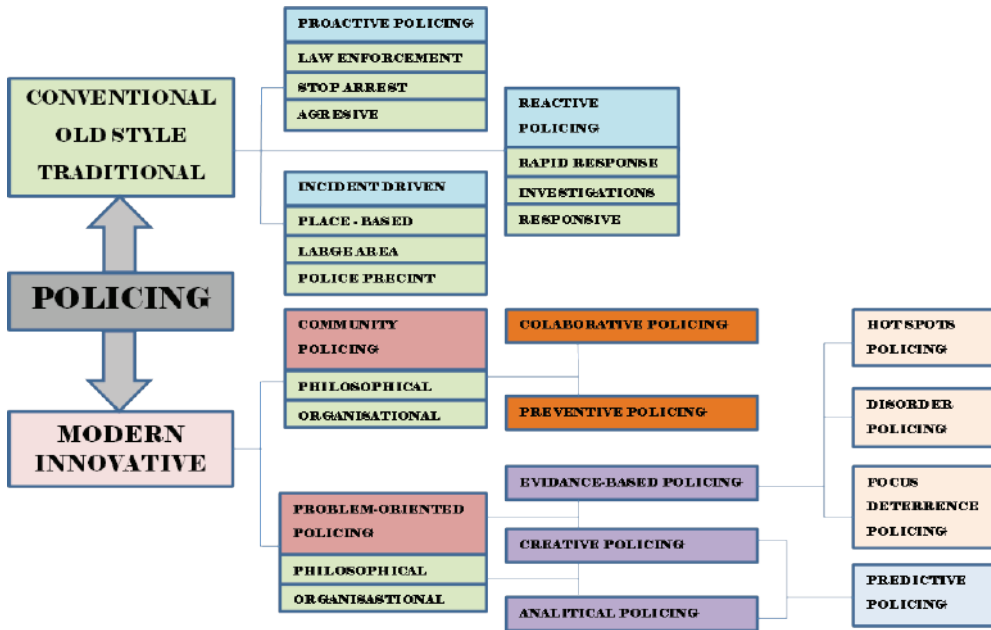 PROACTIVE POLICING
LAW ENFORCEMENT
STOP ARREST
AGRESIVE
CONVENTIONAL
OLD STYLE
TRADITIONAL
REACTIVE
POLICING
RAPID RESPONSE
INVESTIGATIONS
RESPONSIVE
INCIDENT DRIVEN
PLACE - BASED
LARGE AREA
POLICE PRECINT
POLICING
COMMUNITY
POLICING
PHILOSOPHICAL
ORGANISATIONAL
COLABORATIVE POLICING
PREVENTIVE POLICING
HOT SPOTS
POLICING
DISORDER
POLICING
MODERN
INNOVATIVE
EVIDANCE-BASED POLICING
FOCUS
DETERRENCE
POLICING
PROBLEM-ORIENTED
POLICING
PHILOSOPHICAL
ORGANISASTIONAL
CREATIVE POLICING
ANALITICAL POLICING
PREDICTIVE
POLICING